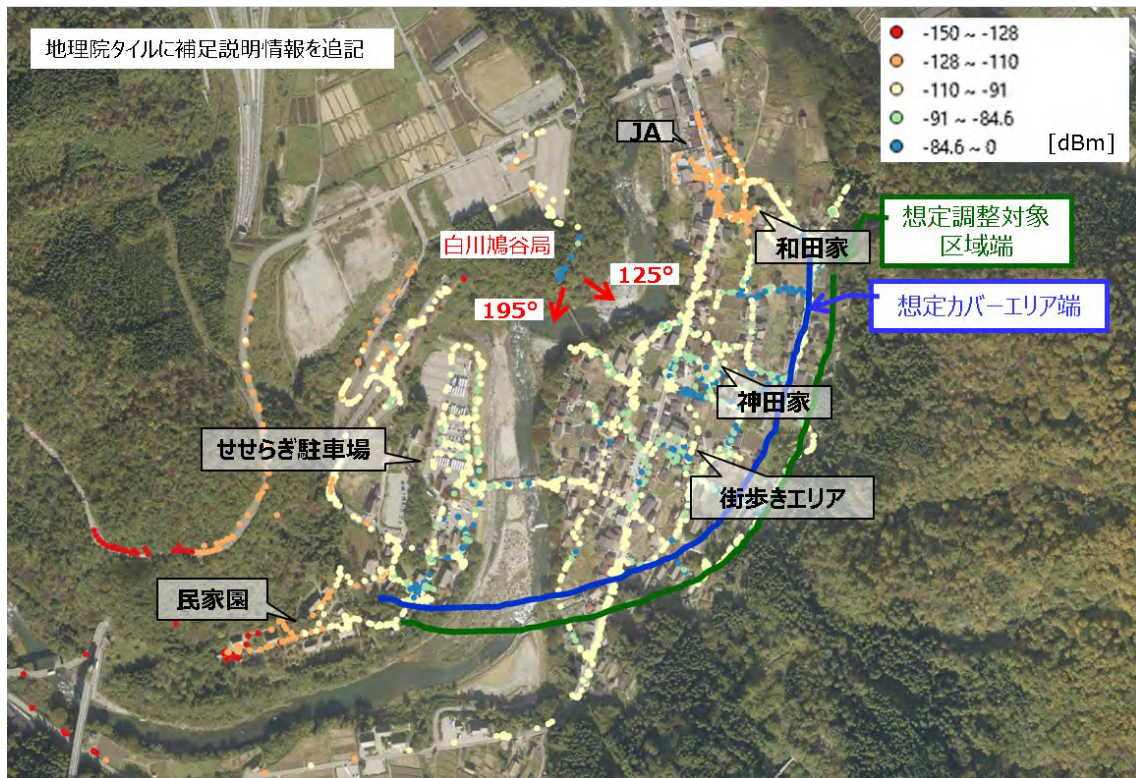 地理院タイルに補足説明情報を追記
-150 ~ -128
-128 ~ -110
-110 ~ -91
-91 ~ -84.6
-84.6 ~ 0
[dBm]
JA
想定調整対象
区域端
和田家
白川鳩谷局
125°
195°
想定カバーエリア端
神田家
せせらぎ駐車場
街歩きエリア
民家園